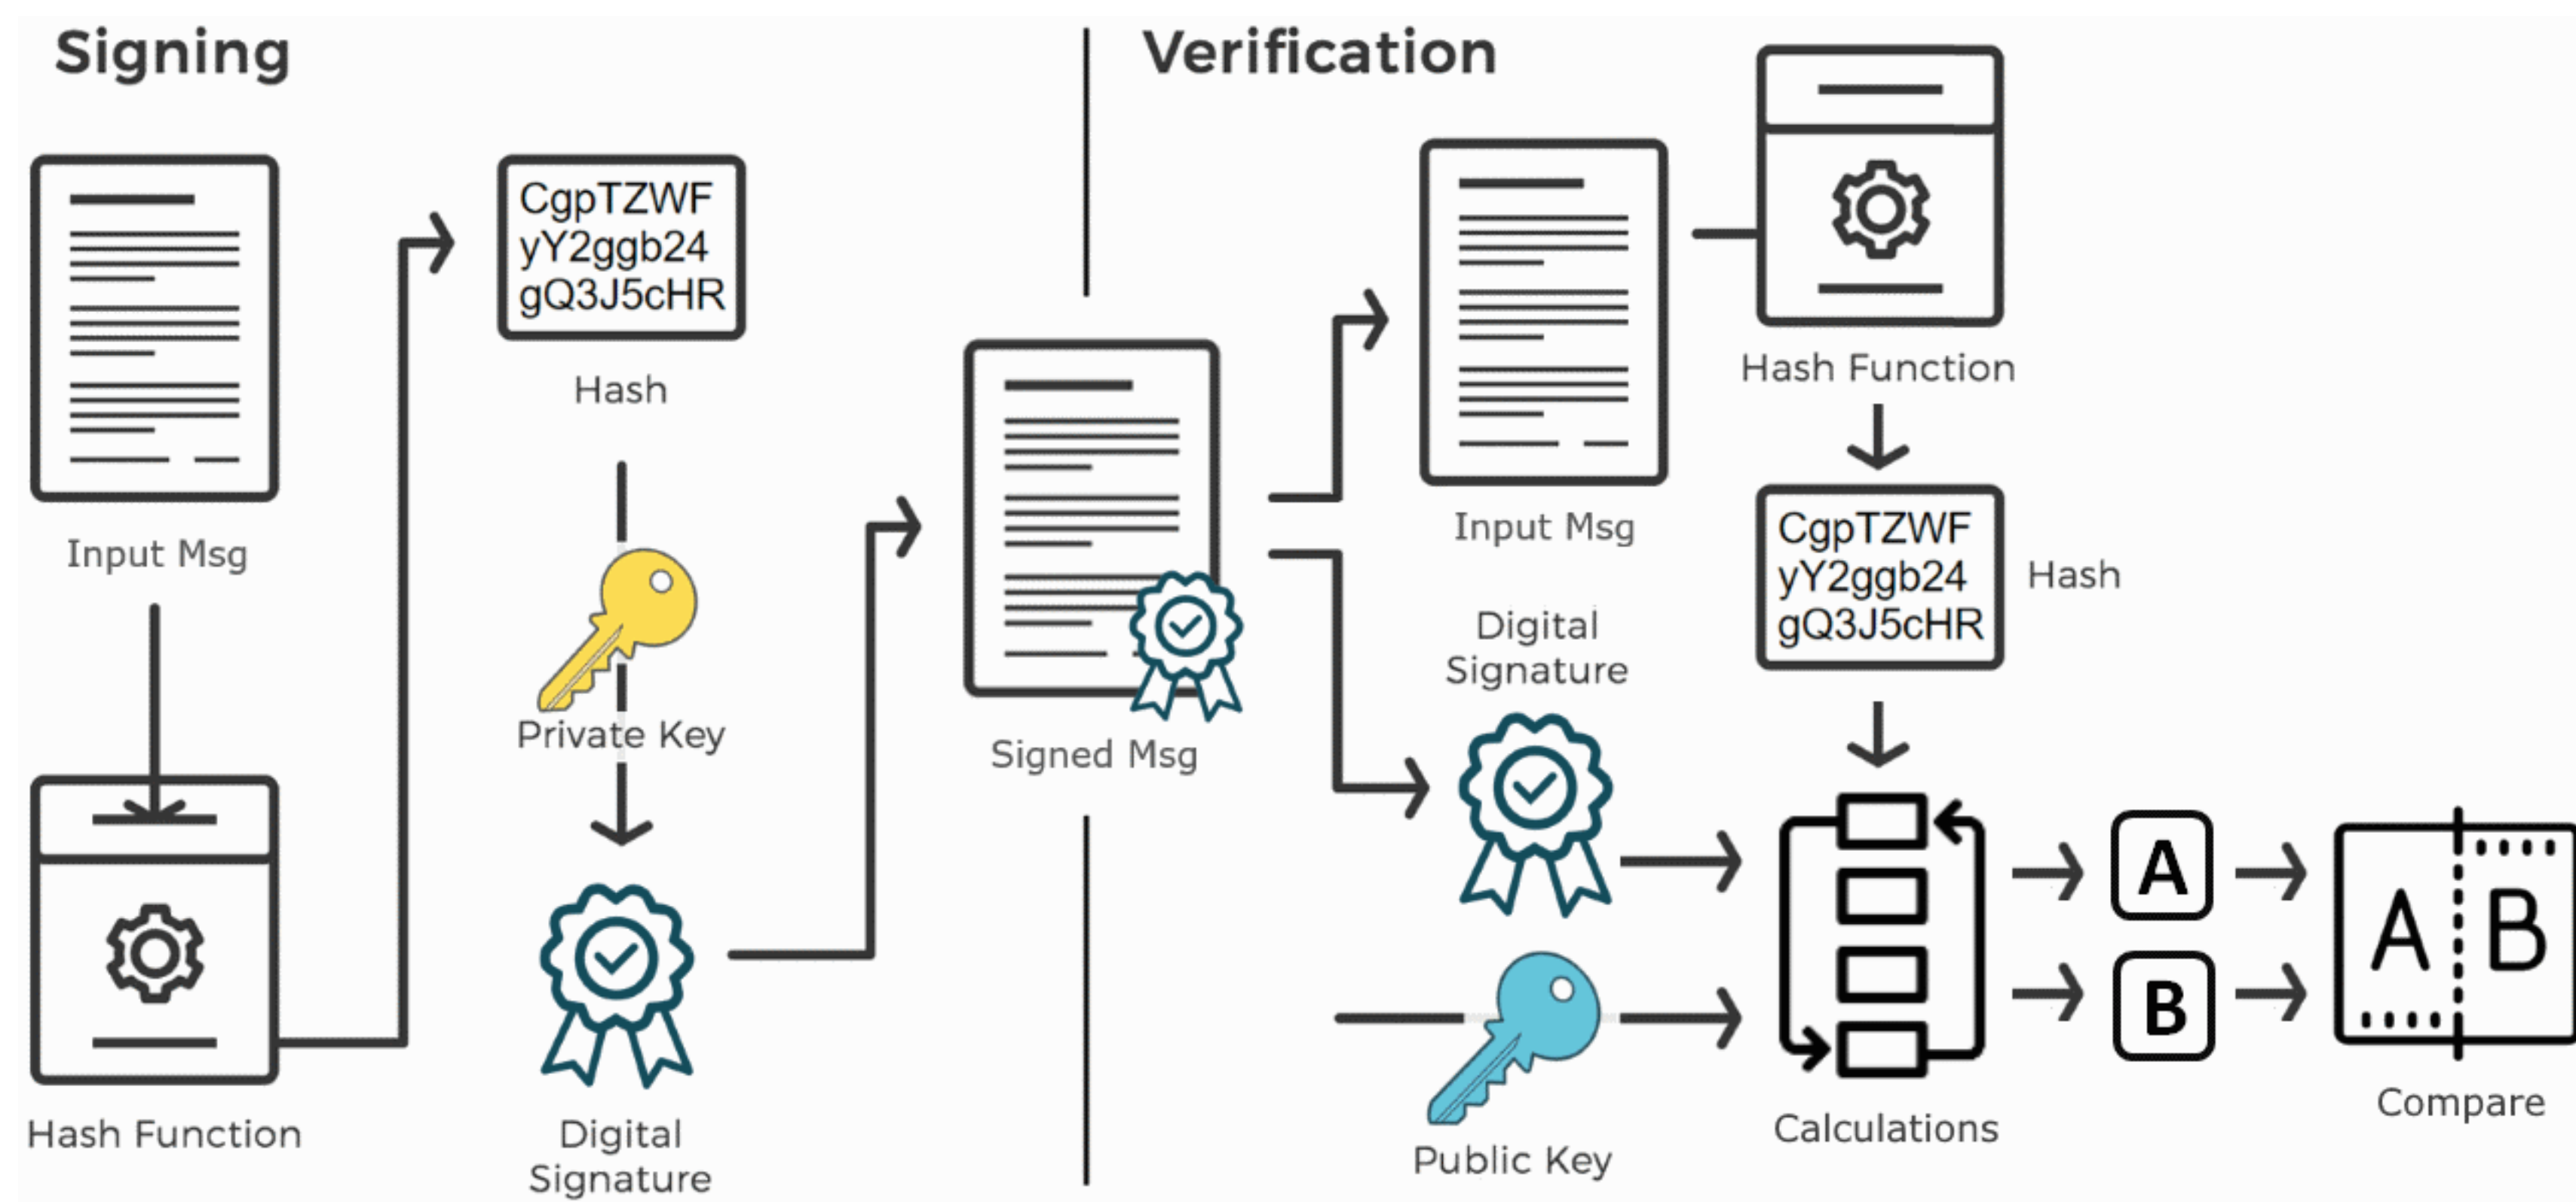 Signing
Input Msg
Hash Function
CgpTZWF
yY2ggb24
gQ3J5cHR
Hash
Private Key
Digital
Signature
Signed Msg
Verification
Input Msg
Hash Function
CgpTZWF
yY2ggb24
gQ3J5cHR
Hash
Digital
Signature
Public Key
Calculations
A
B
A
B
Compare